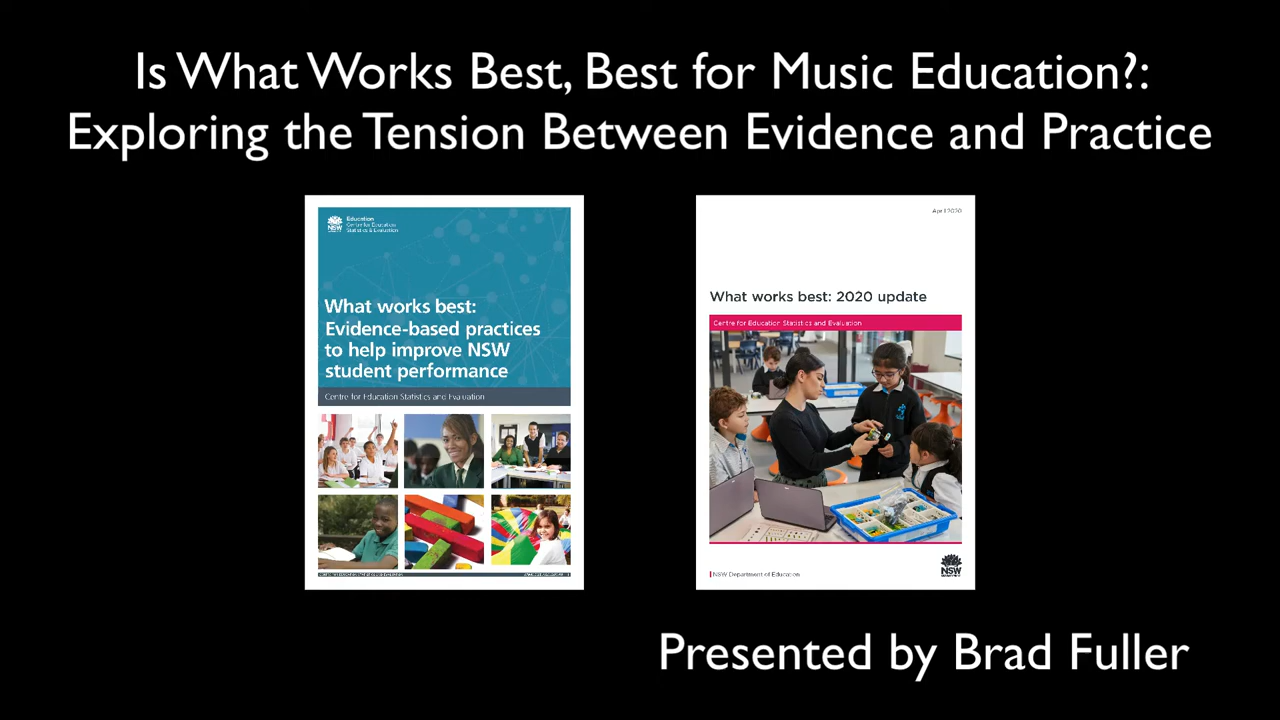 Is What Works Best, Best for Music Education?:
Exploring the Tension Between Evidence and Practice
Education
Centre for Education
Statistics & Evaluation
NSW
What works best:
Evidence-based practices
to help improve NSW
student performance
Centre for Education Statistics and Evaluation
April 2020
What works best: 2020 update
Centre for Education Statistics and Evaluation
NSW Department of Education
NSW
Presented by Brad Fuller